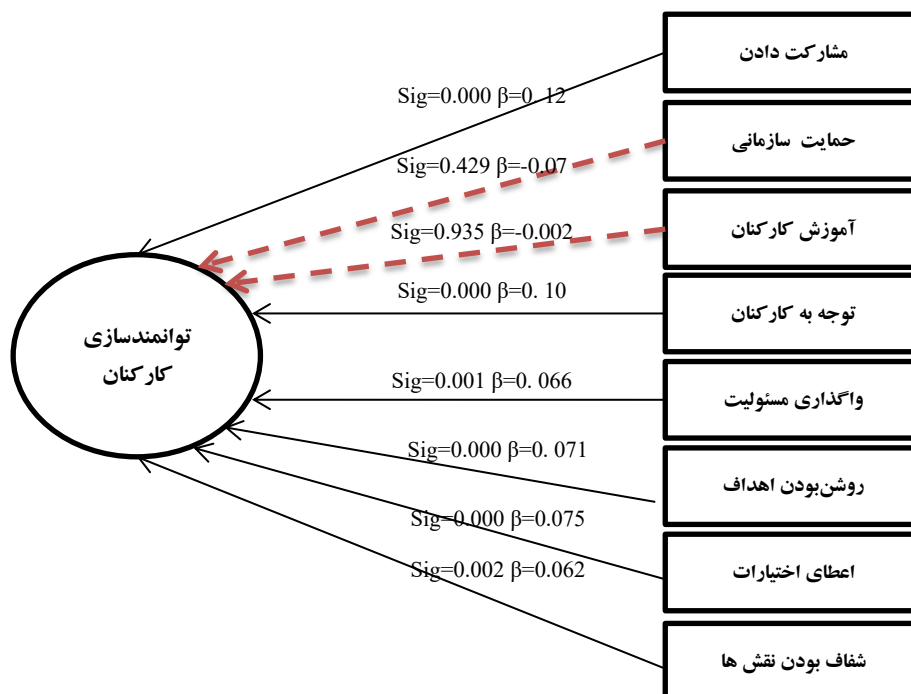 مشارکت دادن
Sig=0.000 β=0. 12
حمایت سازمانی
Sig=0.429 β=-0.07
آموزش کارکنان
Sig=0.935 β=-0.002
توجه به کارکنان
Sig=0.000 β=0. 10
توانمندسازی
کارکنان
واگذاری مسئولیت
Sig=0.001 β=0. 066
روشن‌بودن اهداف
Sig=0.000 β=0. 071
اعطای اختیارات
Sig=0.000 β=0.075
شفاف بودن نقش ها
Sig=0.002 β=0.062